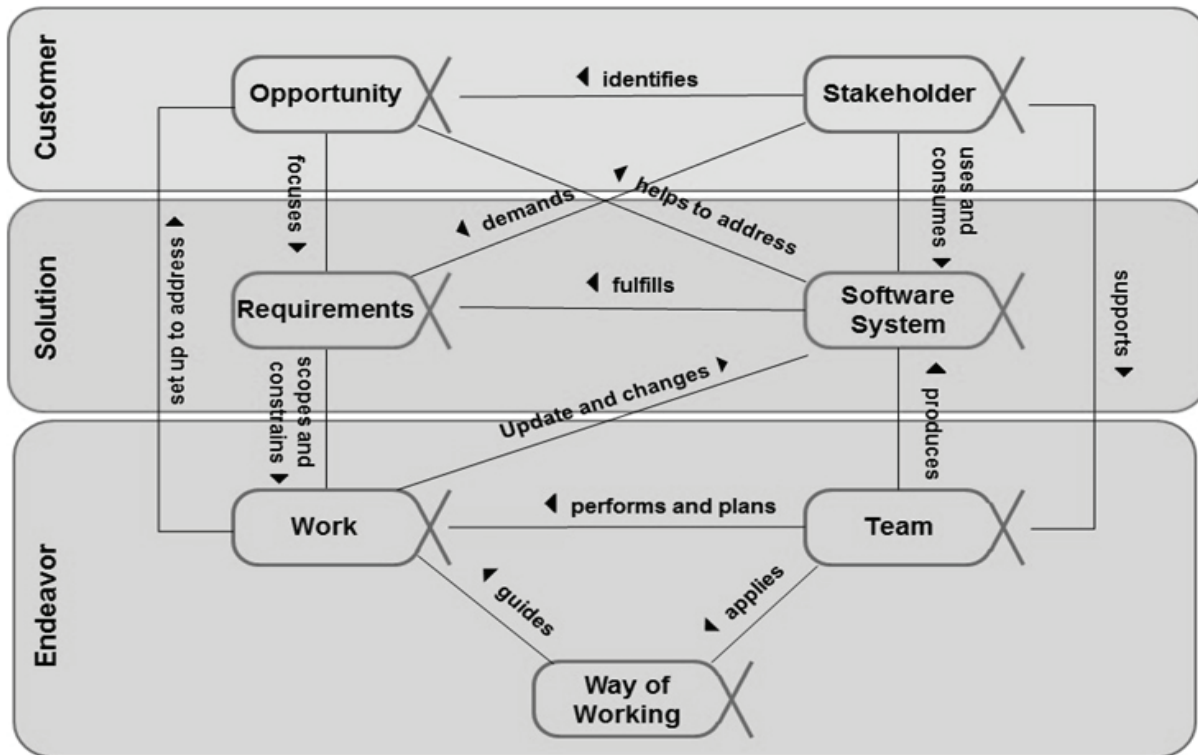 Customer
Opportunity
identifies
Stakeholder
focuses
demands
helps to address
uses and
consumes
Solution
set up to address
Requirements
fulfills
Software
System
supports
scopes and
constrains
Update and changes
produces
Endeavor
Work
performs and plans
Team
guides
applies
Way of
Working